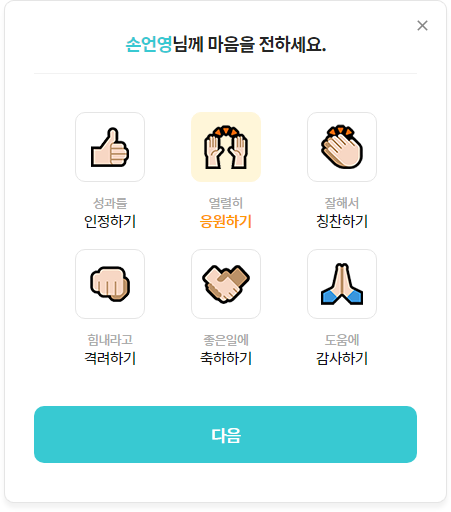 손언영님께 마음을 전하세요.
성과를
인정하기
열렬히
응원하기
잘해서
칭찬하기
힘내라고
격려하기
좋은일에
축하하기
도움에
감사하기
다음